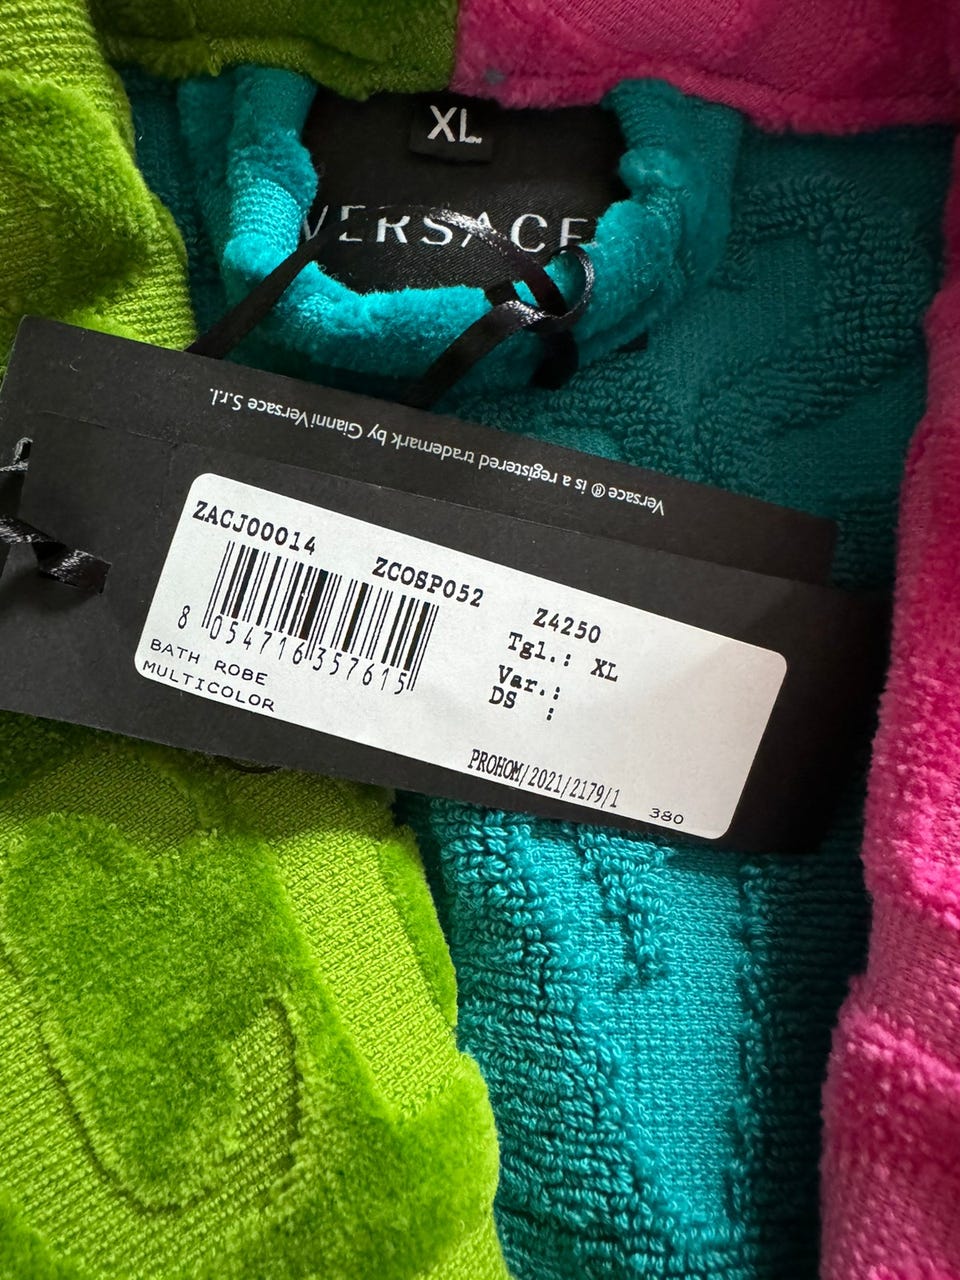 XL
VERSACE
Versace ® is a registered trademark by Gianni Versace S.r.l.
ZACJ00014 ZCOSP052 Z4250
8 054716 357615
Tgl.: XL
Var.:
DS :
BATH ROBE
MULTICOLOR
PROHOM/2021/2179/1 380